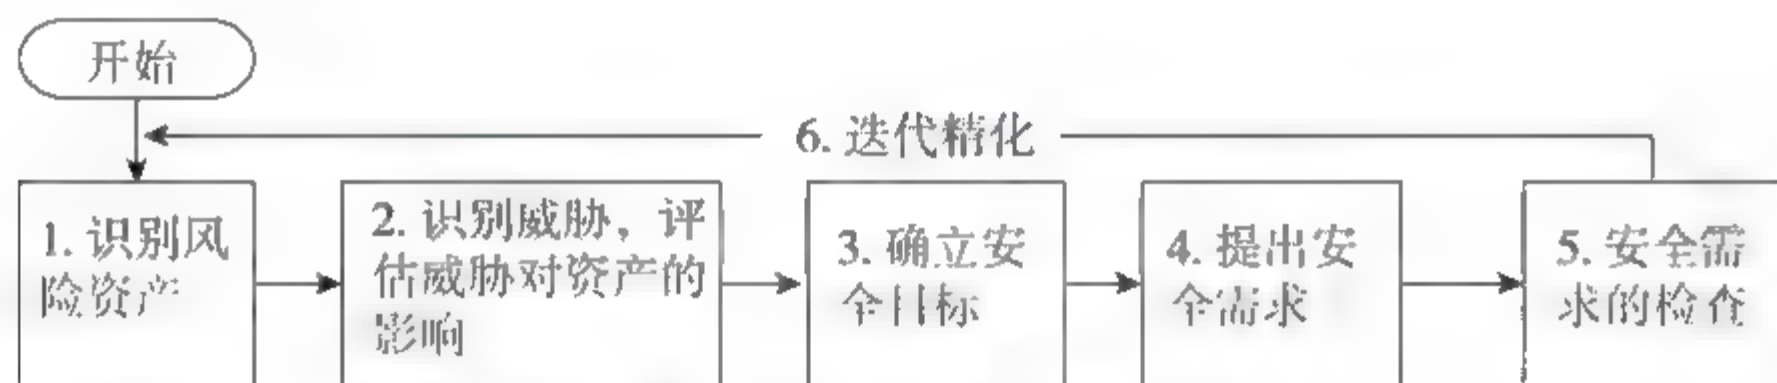 开始
6. 迭代精化
1. 识别风
险资产
2. 识别威胁，评
估威胁对资产的
影响
3. 确立安
全目标
4. 提出安
全需求
5. 安全需
求的检查